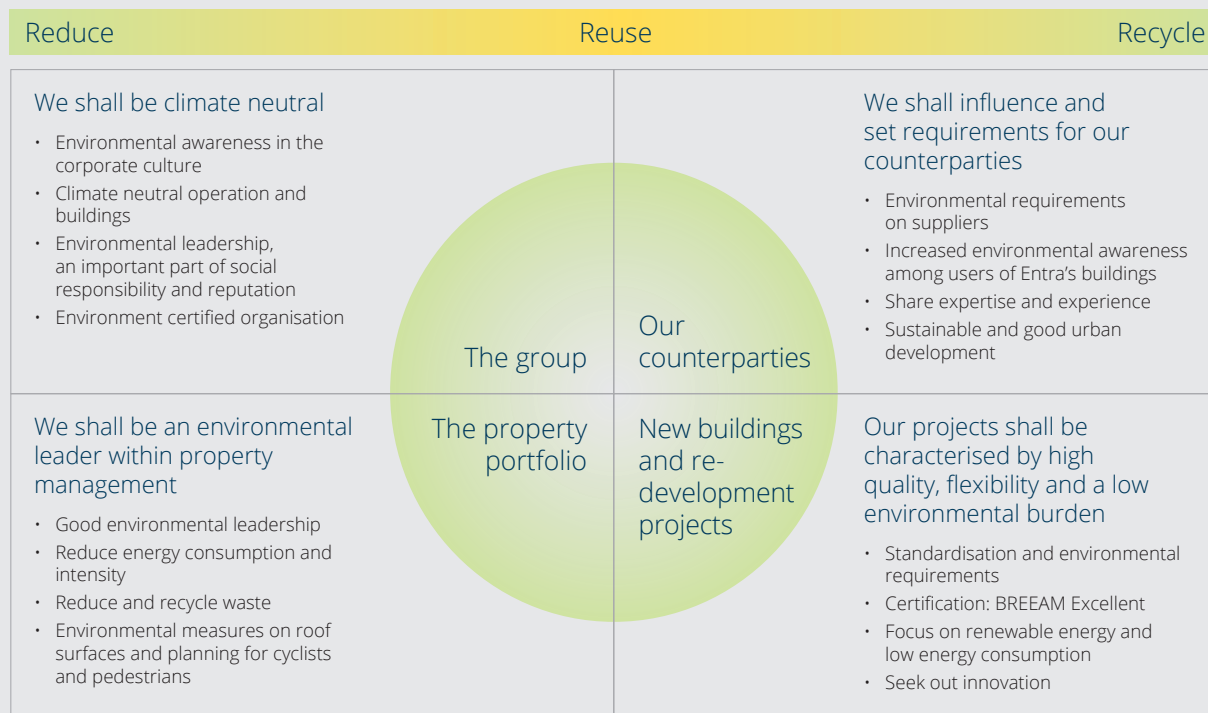 Reduce Reuse Recycle
We shall be climate neutral
• Environmental awareness in the
corporate culture
• Climate neutral operation and
buildings
• Environmental leadership,
an important part of social
responsibility and reputation
• Environment certified organisation
The group
We shall influence and
set requirements for our
counterparties
• Environmental requirements
on suppliers
• Increased environmental awareness
among users of Entra's buildings
• Share expertise and experience
• Sustainable and good urban
development
Our
counterparties
We shall be an environmental
leader within property
management
• Good environmental leadership
• Reduce energy consumption and
intensity
• Reduce and recycle waste
• Environmental measures on roof
surfaces and planning for cyclists
and pedestrians
The property
portfolio
New buildings
and re-
development
projects
Our projects shall be
characterised by high
quality, flexibility and a low
environmental burden
• Standardisation and environmental
requirements
• Certification: BREEAM Excellent
• Focus on renewable energy and
low energy consumption
• Seek out innovation